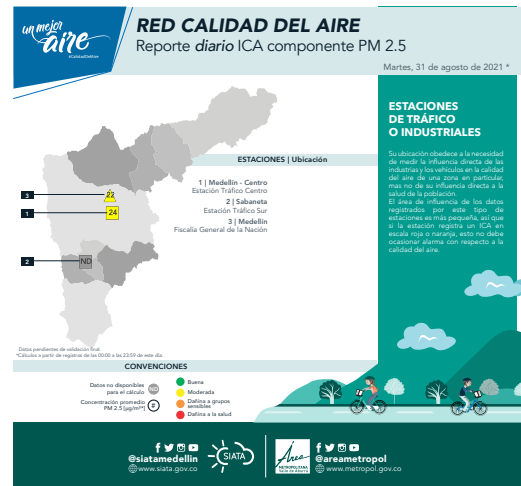 un mejor
aire
#CalidadDelAire
RED CALIDAD DEL AIRE
Reporte diario ICA componente PM 2.5
Martes, 31 de agosto de 2021 *
ESTACIONES | Ubicación
1 | Medellín - Centro
Estación Tráfico Centro
2 | Sabaneta
Estación Tráfico Sur
3 | Medellín
Fiscalía General de la Nación
3
22
1
24
2
ND
ESTACIONES
DE TRÁFICO
O INDUSTRIALES
Su ubicación obedece a la necesidad
de medir la influencia directa de las
industrias y los vehículos en la calidad
del aire de una zona en particular,
mas no de su influencia directa a la
salud de la población.
El área de influencia de los datos
registrados por este tipo de
estaciones es más pequeña, así que
si la estación registra un ICA en
escala roja o naranja, esto no debe
ocasionar alarma con respecto a la
calidad del aire.
Datos pendientes de validación final.
*Cálculos a partir de registros de las 00:00 a las 23:59 de este día.
CONVENCIONES
Datos no disponibles
para el cálculo
ND
Concentración promedio
PM 2.5 [µg/m³*]
#
Buena
Moderada
Dañina a grupos
sensibles
Dañina a la salud
@siatamedellin
www.siata.gov.co
SIATA
Área
METROPOLITANA
Valle de Aburrá
@areametropol
www.metropol.gov.co